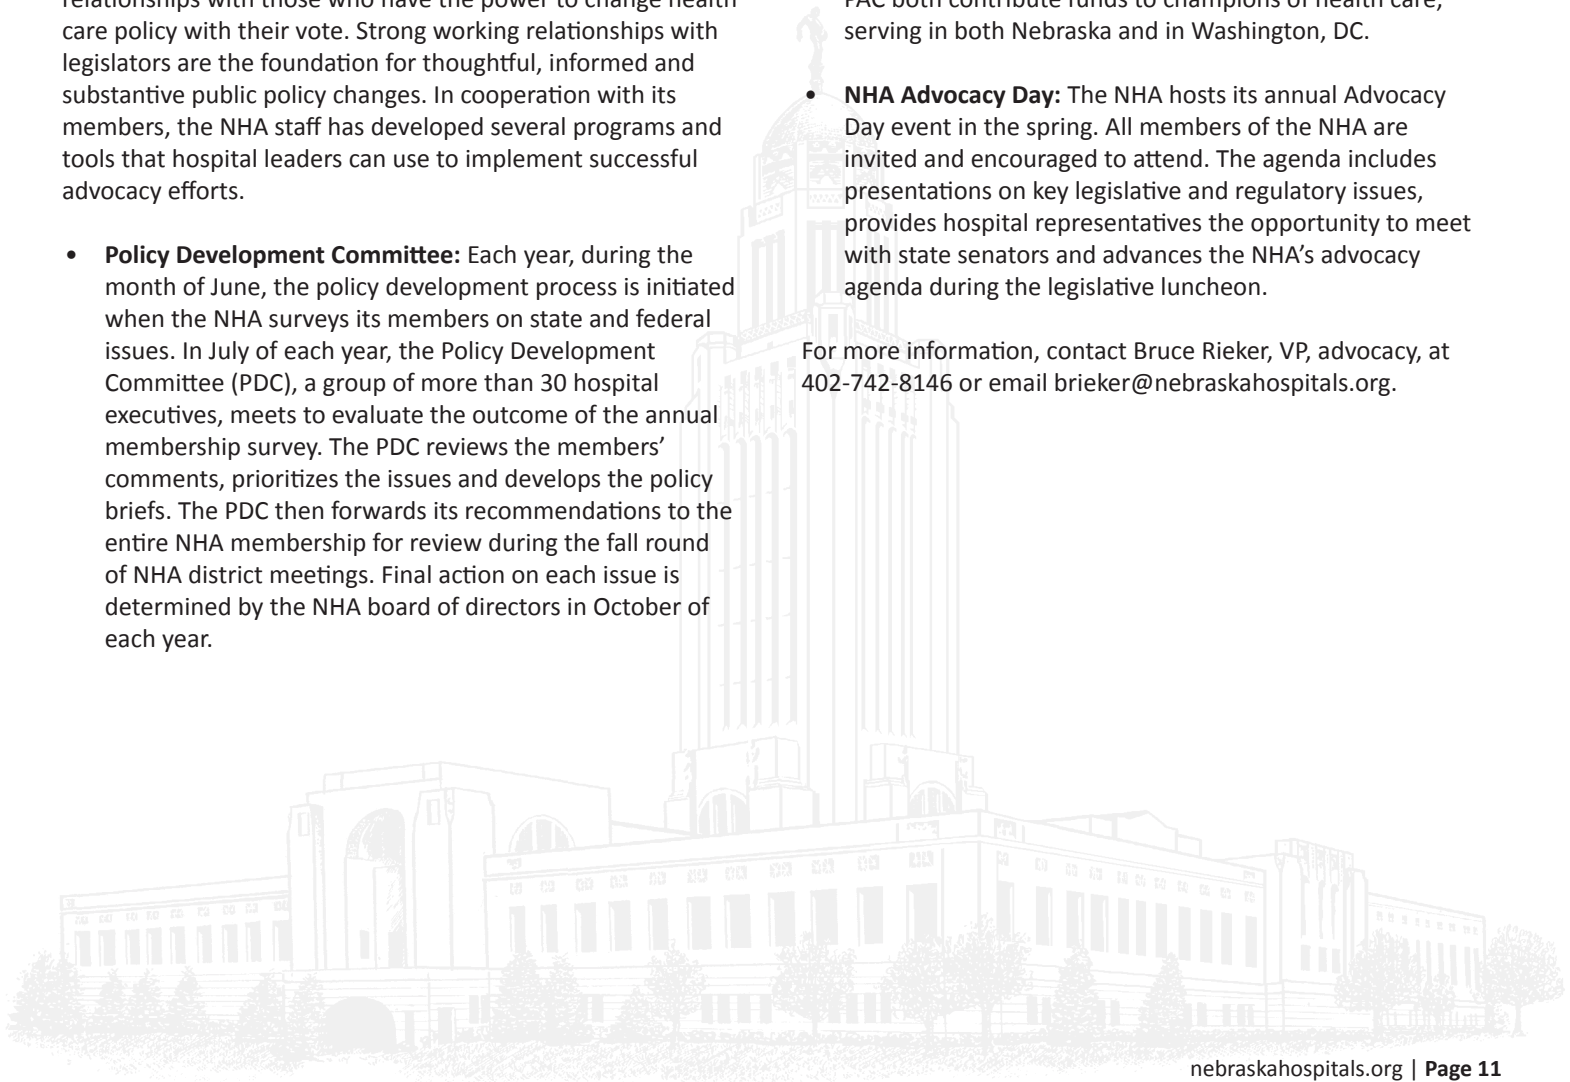 relationships with those who have the power to change health
care policy with their vote. Strong working relationships with
legislators are the foundation for thoughtful, informed and
substantive public policy changes. In cooperation with its
members, the NHA staff has developed several programs and
tools that hospital leaders can use to implement successful
advocacy efforts.
• Policy Development Committee: Each year, during the
month of June, the policy development process is initiated
when the NHA surveys its members on state and federal
issues. In July of each year, the Policy Development
Committee (PDC), a group of more than 30 hospital
executives, meets to evaluate the outcome of the annual
membership survey. The PDC reviews the members’
comments, prioritizes the issues and develops the policy
briefs. The PDC then forwards its recommendations to the
entire NHA membership for review during the fall round
of NHA district meetings. Final action on each issue is
determined by the NHA board of directors in October of
each year.
PAC both contribute funds to champions of health care,
serving in both Nebraska and in Washington, DC.
• NHA Advocacy Day: The NHA hosts its annual Advocacy
Day event in the spring. All members of the NHA are
invited and encouraged to attend. The agenda includes
presentations on key legislative and regulatory issues,
provides hospital representatives the opportunity to meet
with state senators and advances the NHA’s advocacy
agenda during the legislative luncheon.
For more information, contact Bruce Rieker, VP, advocacy, at
402-742-8146 or email brieker@nebraskahospitals.org.
nebraskahospitals.org | Page 11